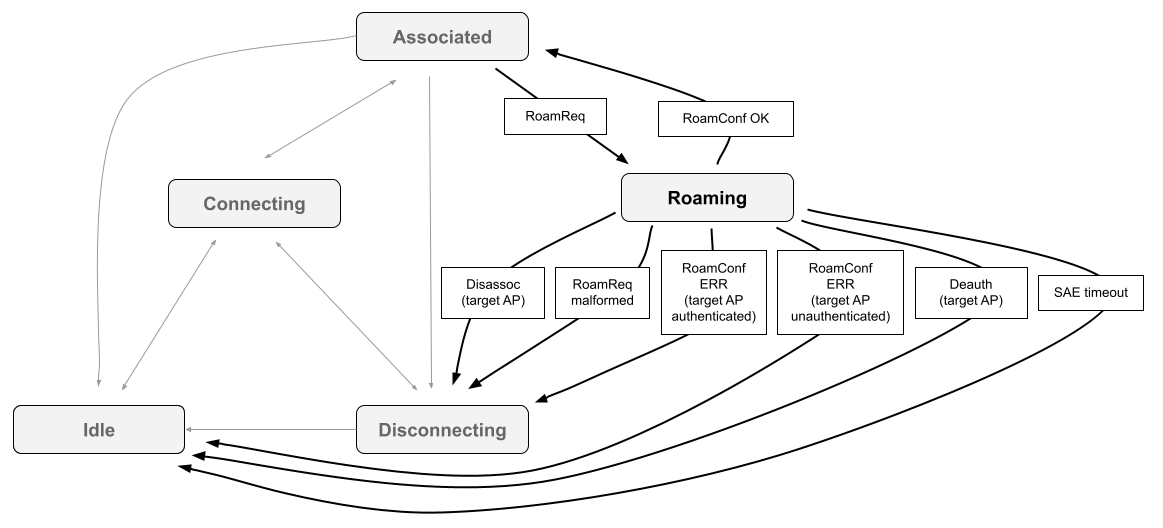 Associated
RoamReq
RoamConf OK
Connecting
Roaming
Disassoc
(target AP)
RoamReq
malformed
RoamConf
ERR
(target AP
authenticated)
RoamConf
ERR
(target AP
unauthenticated)
Deauth
(target AP)
SAE timeout
Idle
Disconnecting